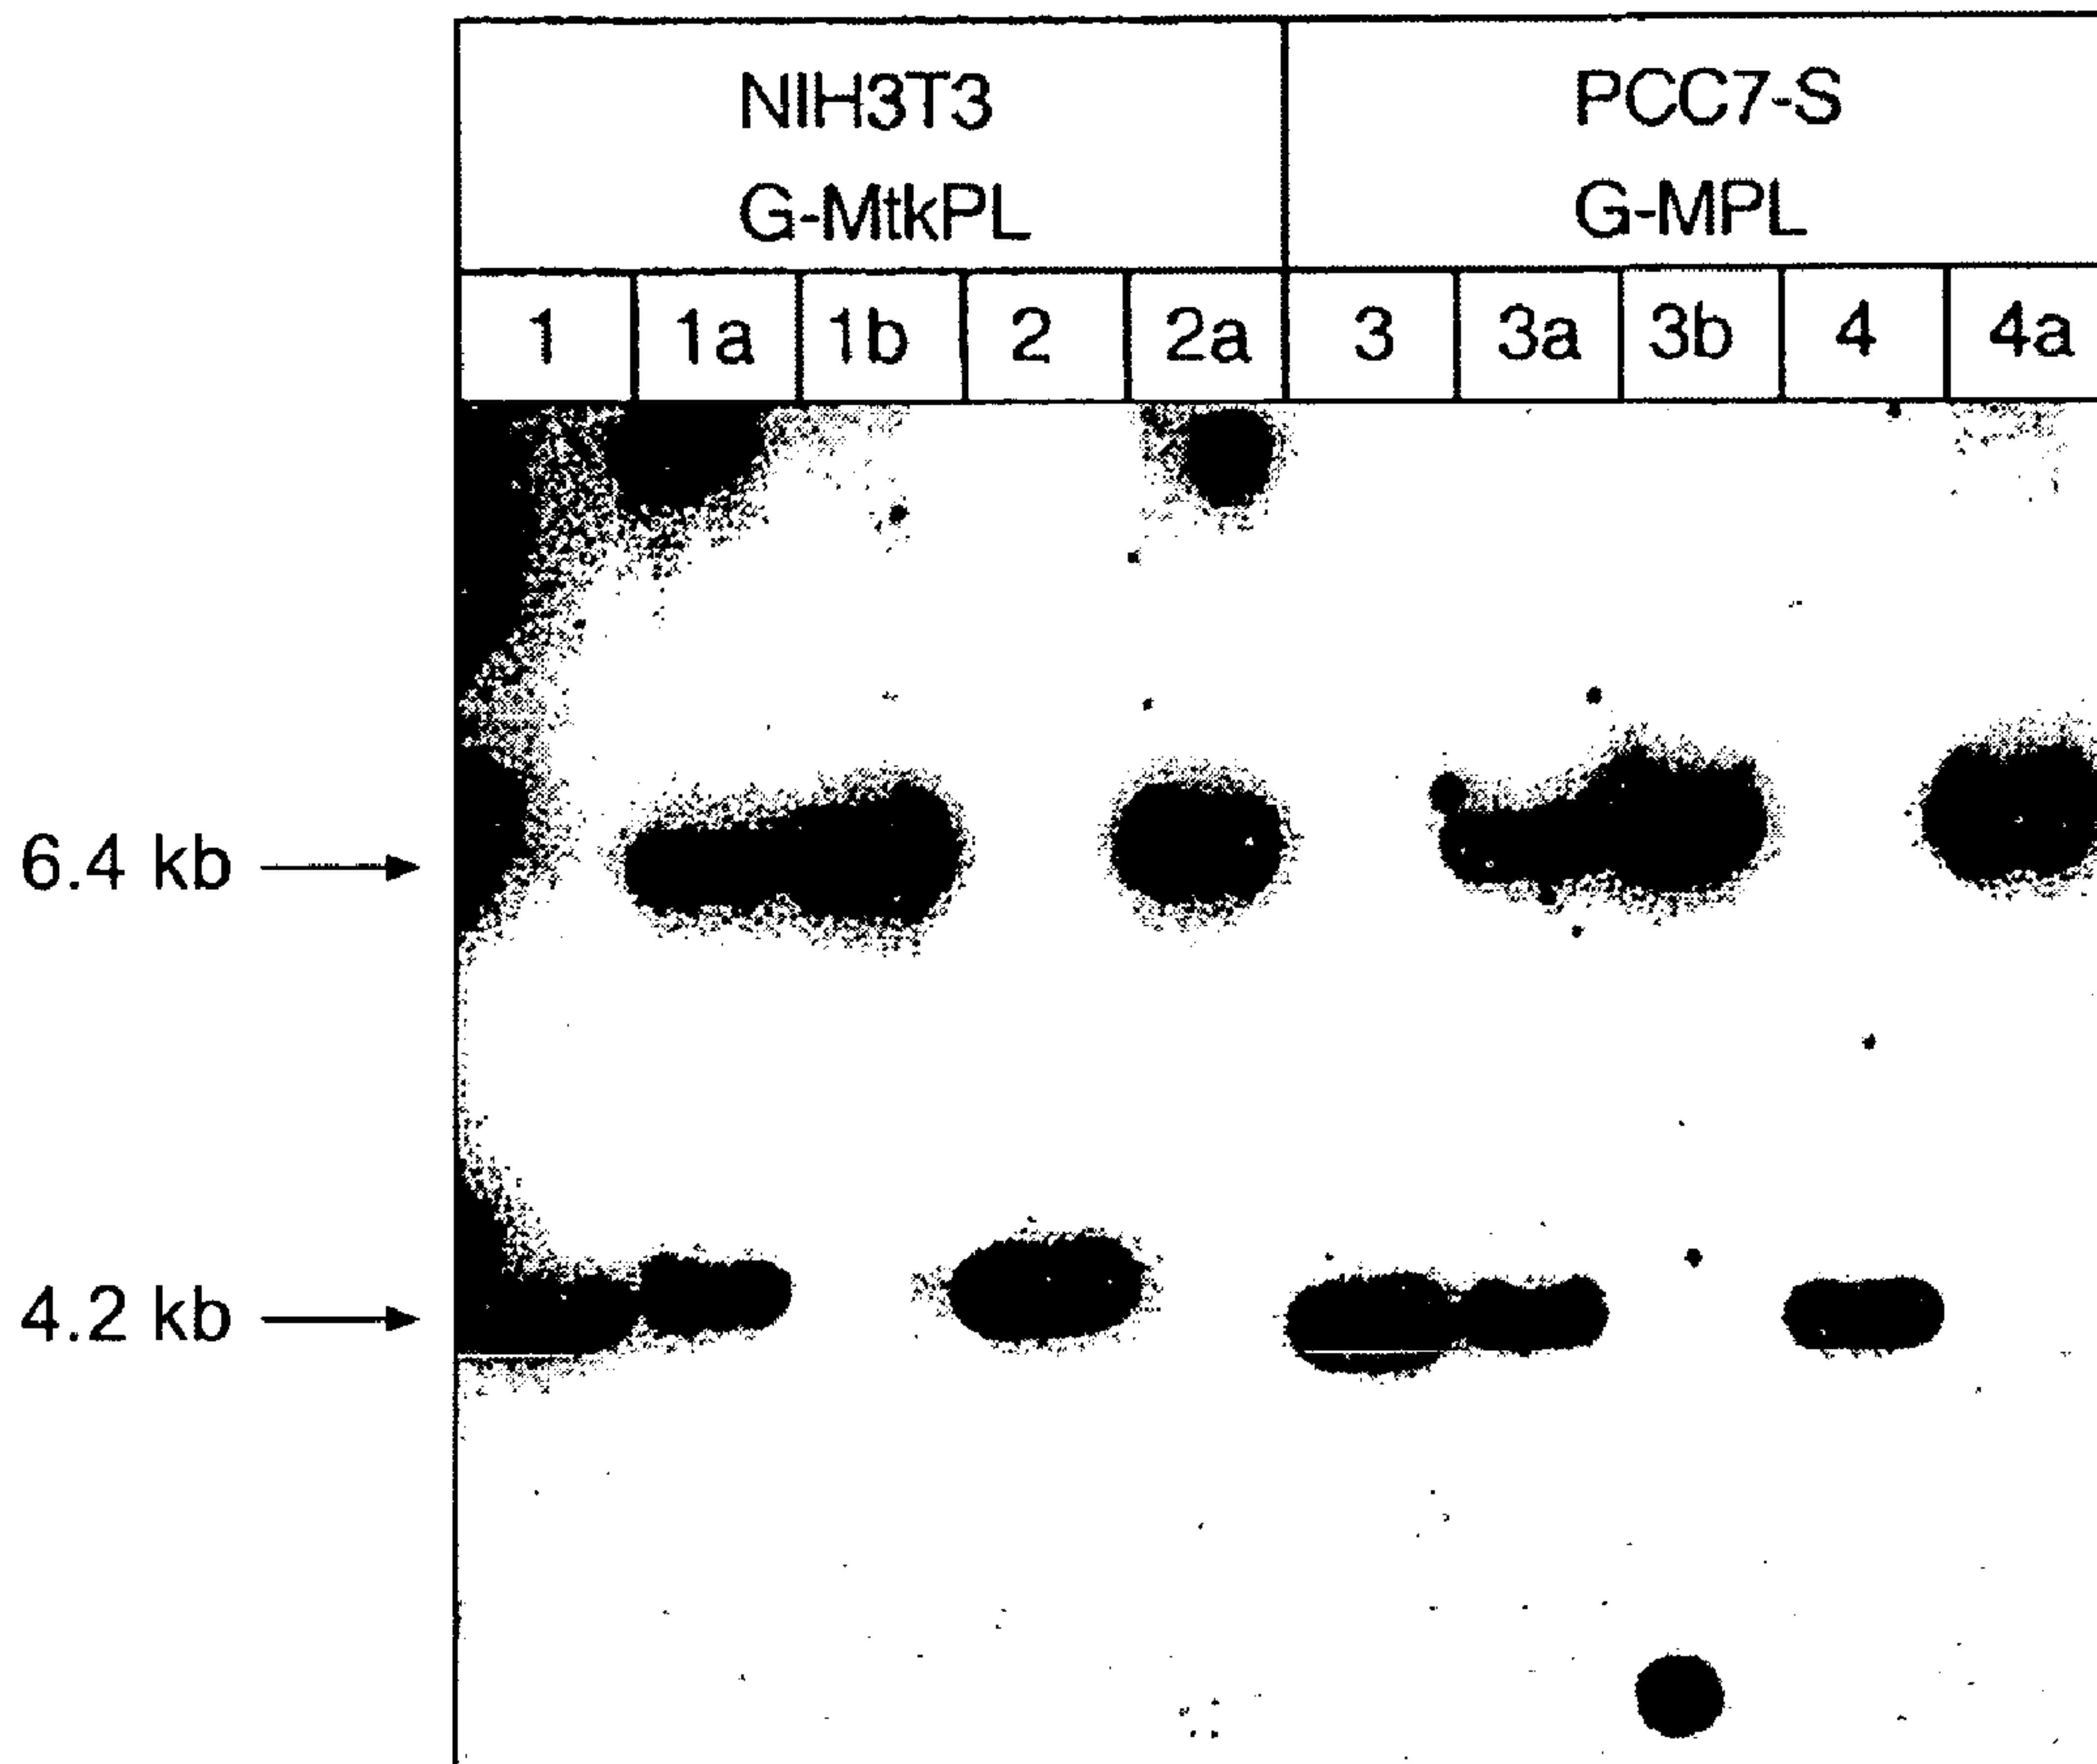 NIH3T3 PCC7-S
G-MtkPL G-MPL
1 1a 1b 2 2a 3 3a 3b 4 4a
6.4 kb
4.2 kb